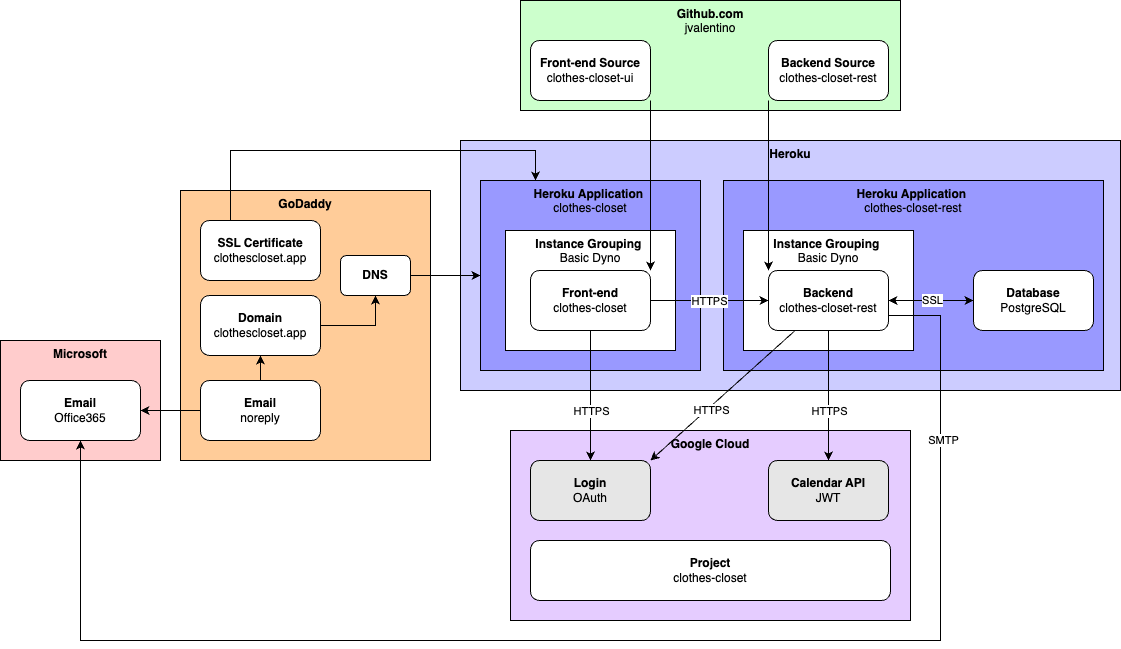 Github.com
jvalentino
Front-end Source
clothes-closet-ui
Backend Source
clothes-closet-rest
Heroku
Heroku Application
clothes-closet
Heroku Application
clothes-closet-rest
Instance Grouping
Basic Dyno
Instance Grouping
Basic Dyno
Front-end
clothes-closet
HTTPS
Backend
clothes-closet-rest
SSL
Database
PostgreSQL
GoDaddy
SSL Certificate
clothescloset.app
DNS
Domain
clothescloset.app
Email
noreply
Microsoft
Email
Office365
HTTPS
HTTPS
HTTPS
SMTP
Google Cloud
Login
OAuth
Calendar API
JWT
Project
clothes-closet